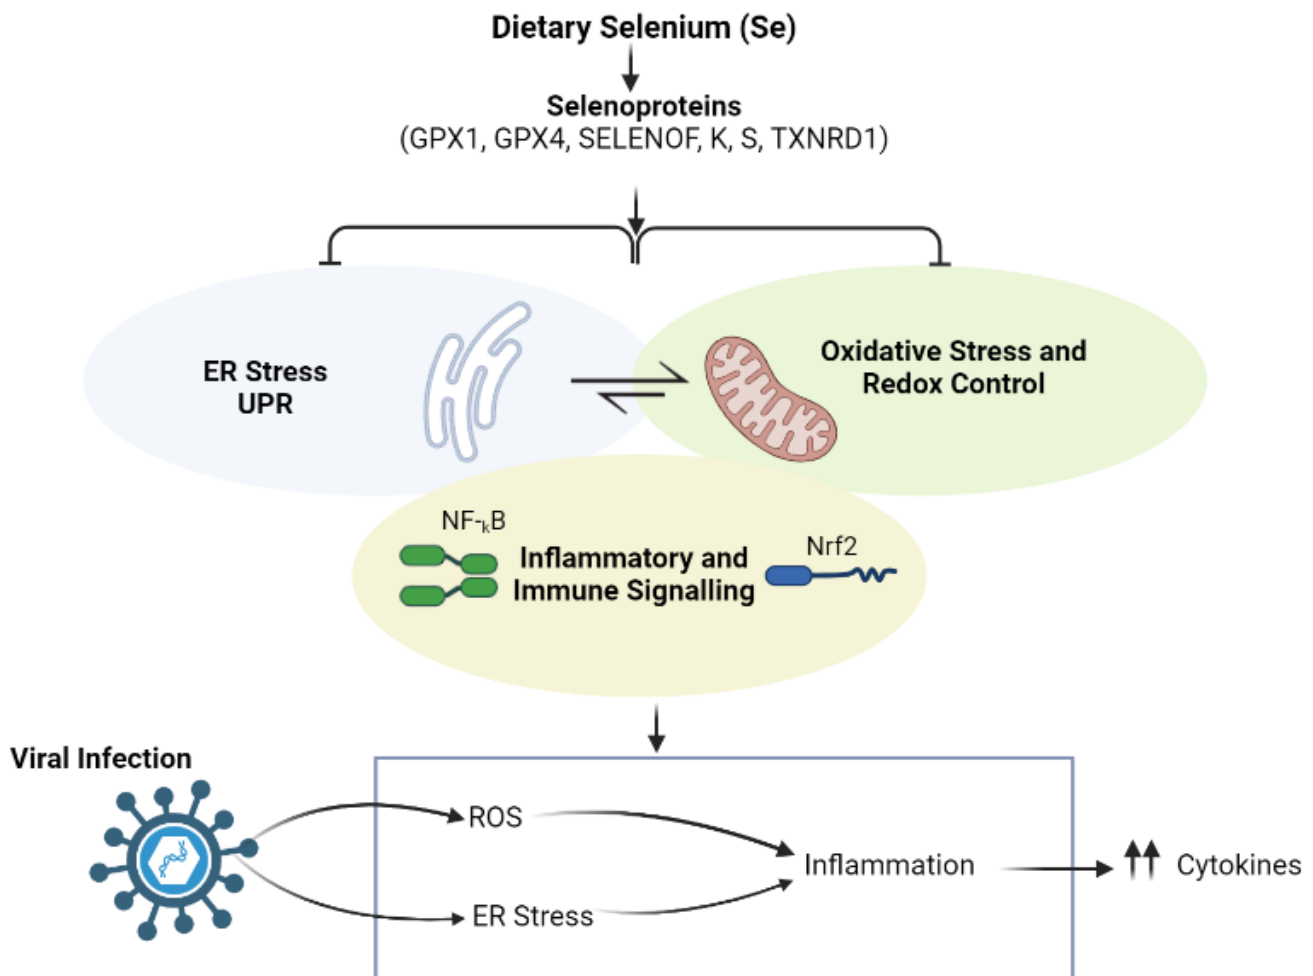 Dietary Selenium (Se)
Selenoproteins
(GPX1, GPX4, SELENOF, K, S, TXNRD1)
ER Stress
UPR
Oxidative Stress and
Redox Control
NF-kB
Inflammatory and
Immune Signalling
Nrf2
Viral Infection
ROS
Inflammation
Cytokines
ER Stress